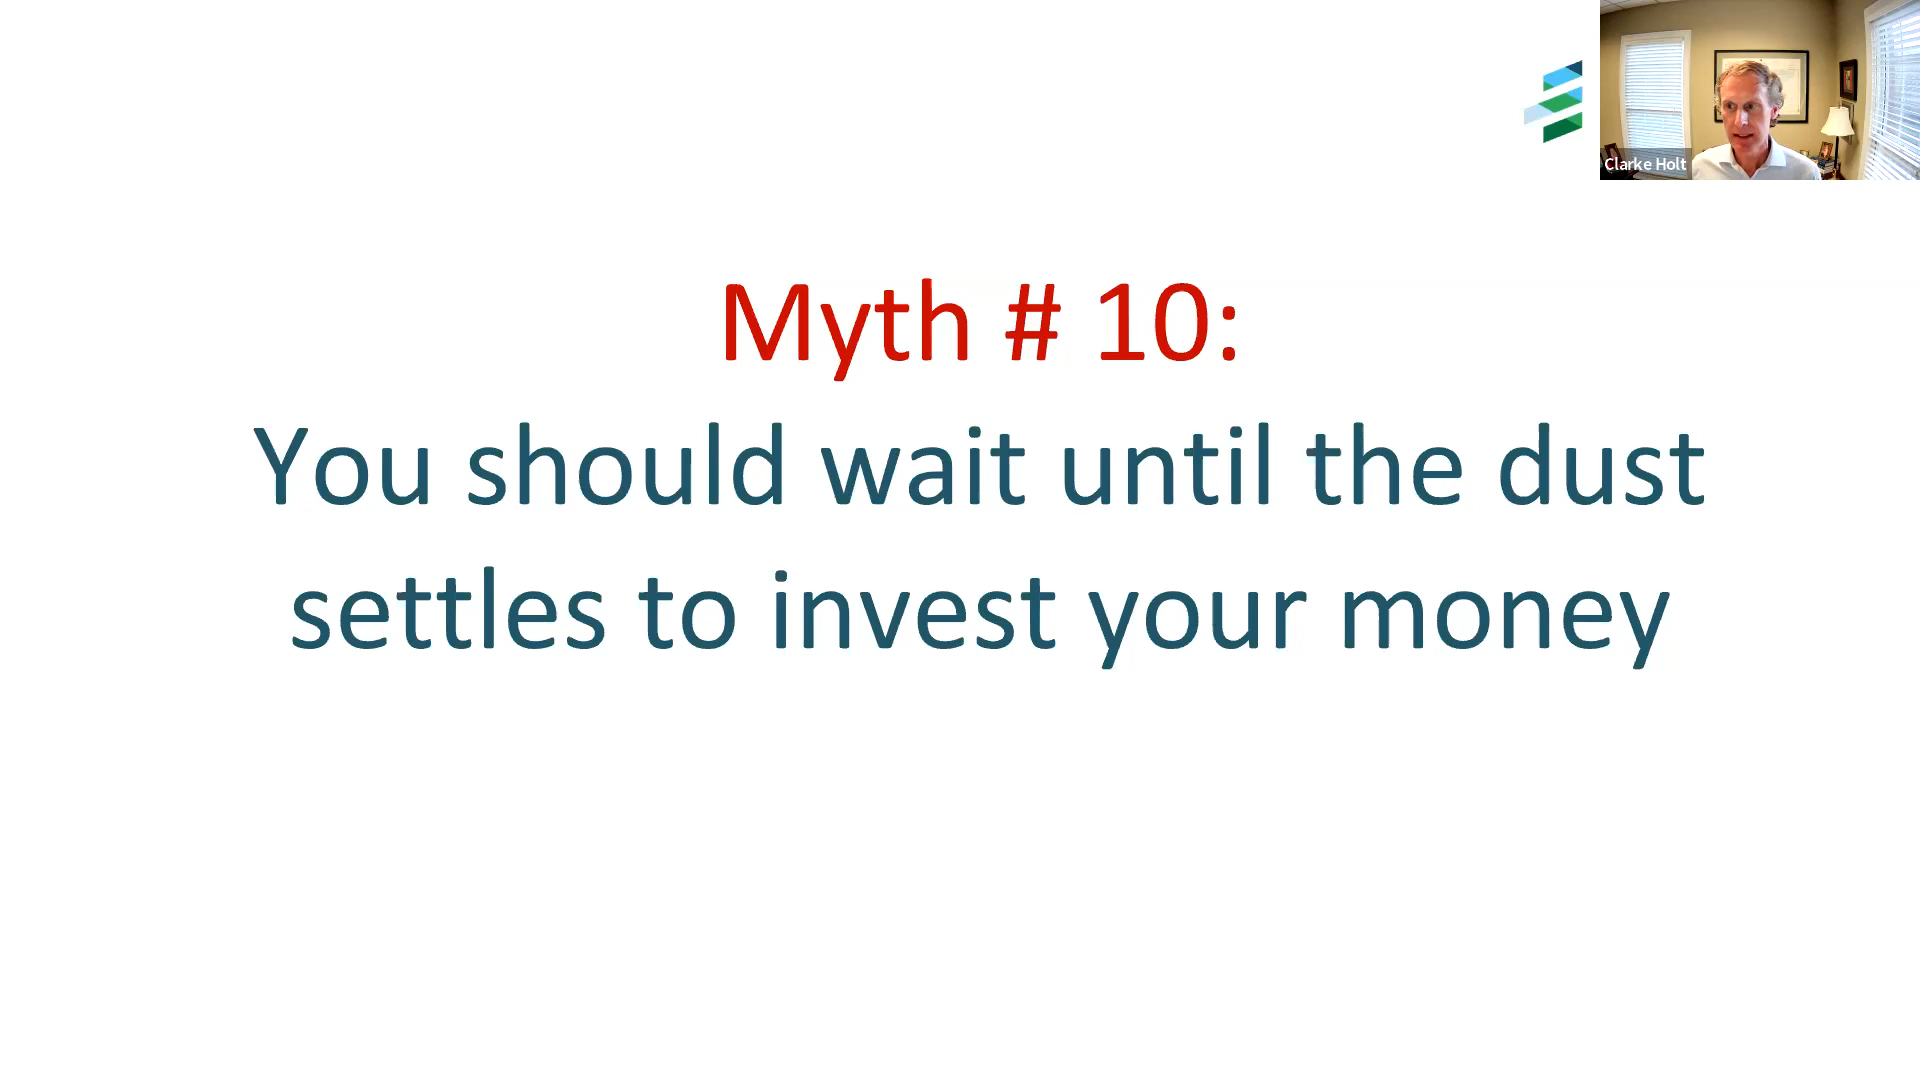 Clarke Holt
Myth # 10:
You should wait until the dust
settles to invest your money